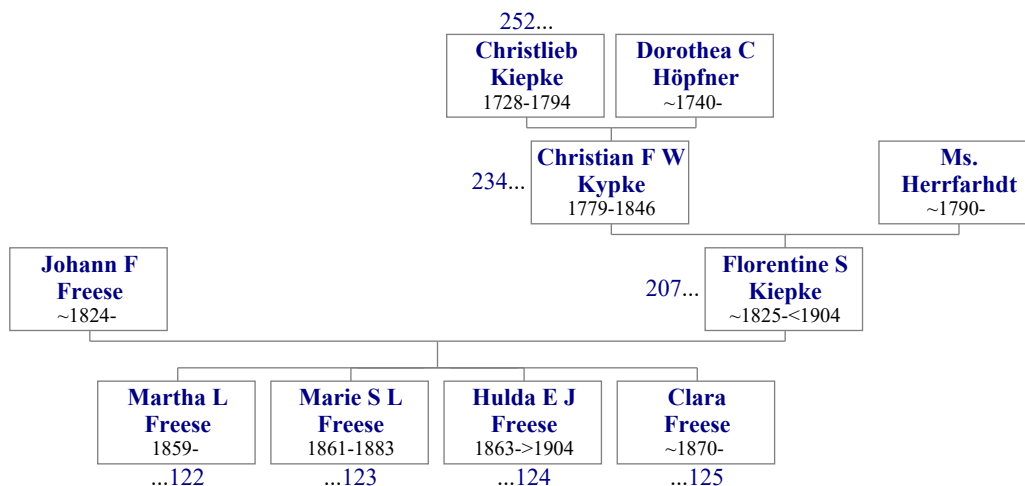 252...
Christlieb
Kiepke
1728-1794
Dorothea C
Höpfner
~1740-
234...
Christian F W
Kypke
1779-1846
Ms.
Herrfarhdt
~1790-
Johann F
Freese
~1824-
207...
Florentine S
Kiepke
~1825-<1904
Martha L
Freese
1859-
Marie S L
Freese
1861-1883
Hulda E J
Freese
1863->1904
Clara
Freese
~1870-
...122
...123
...124
...125